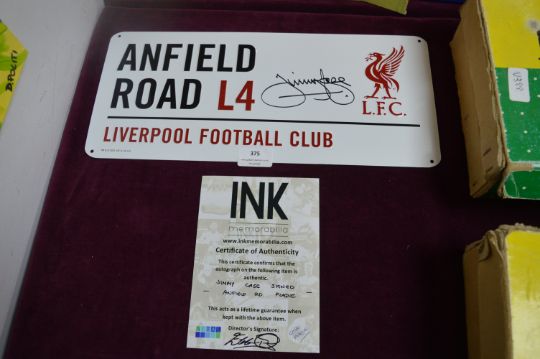 ANFIELD
ROAD L4
Jimmy Case
L.F.C.
LIVERPOOL FOOTBALL CLUB
375
INK
memorabilia
www.inkmemorabilia.com
Certificate of Authenticity
This certificate confirms that the
autograph on the following item is
authentic.
JIMMY CASE SIGNED
ANFIELD RD PLAQUE
This acts as a lifetime guarantee when
kept with the above item.
Director's Signature: